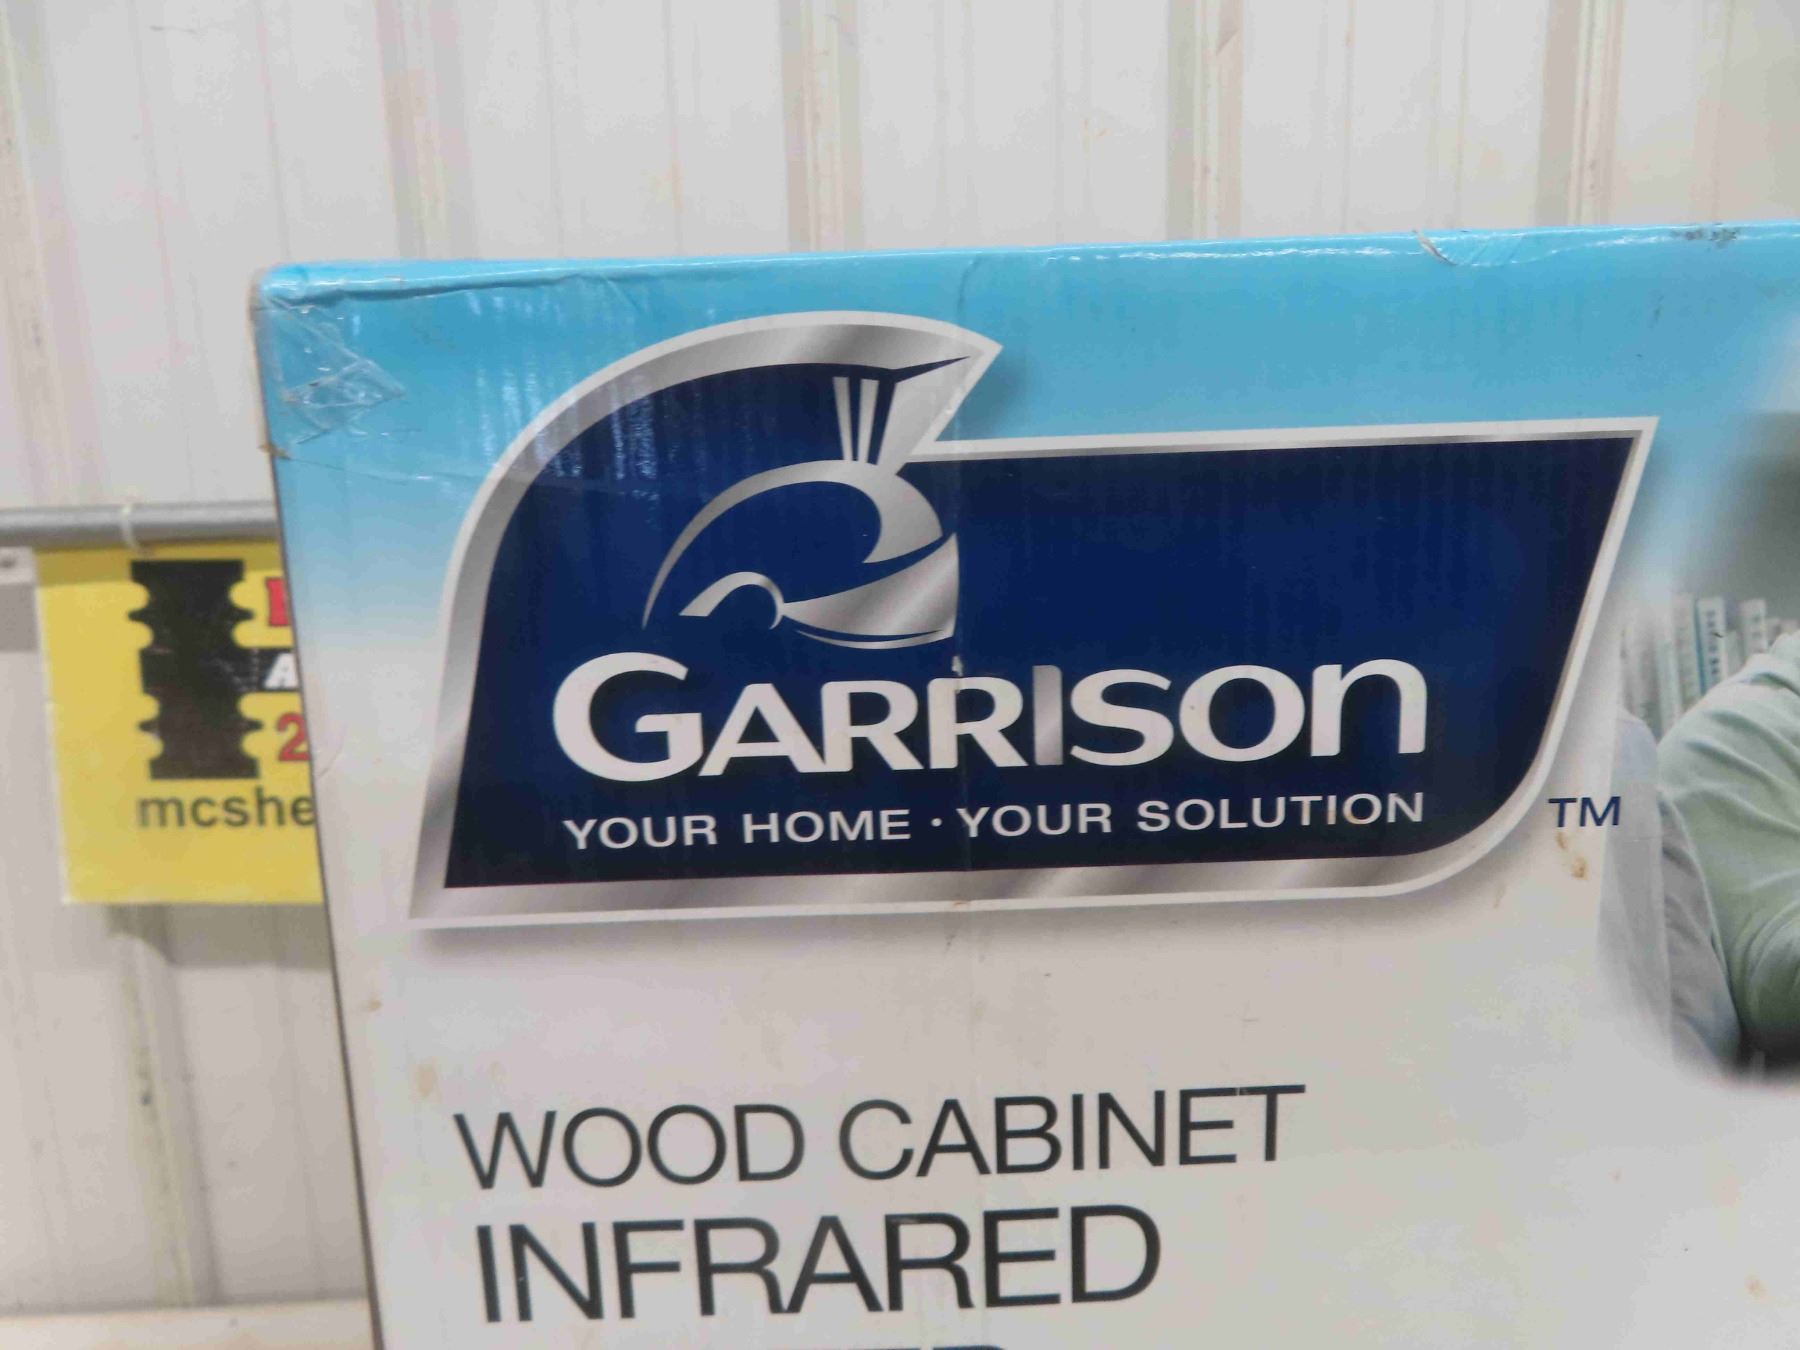 GARRISON
YOUR HOME · YOUR SOLUTION
TM
mcshe
WOOD CABINET
INFRARED